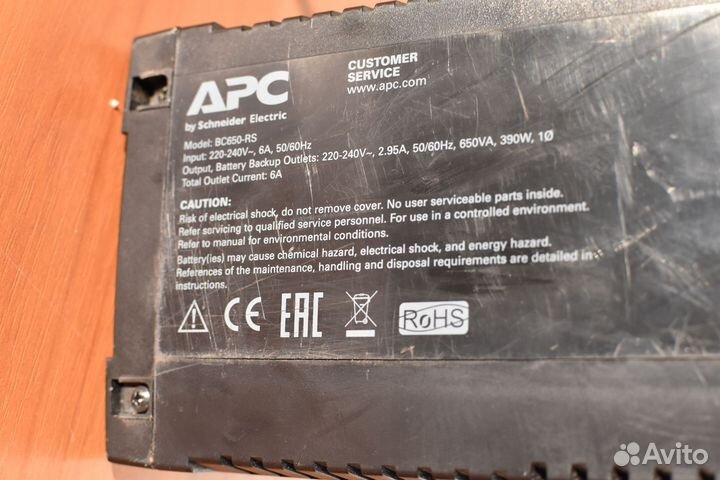 APC
by Schneider Electric
CUSTOMER
SERVICE
www.apc.com
Model: BC650-RS
Input: 220-240V~, 6A, 50/60Hz
Output, Battery Backup Outlets: 220-240V~, 2.95A, 50/60Hz, 650VA, 390W, 1Ø
Total Outlet Current: 6A
CAUTION:
Risk of electrical shock, do not remove cover. No user serviceable parts inside.
Refer servicing to qualified service personnel. For use in a controlled environment.
Refer to manual for environmental conditions.
Battery(ies) may cause chemical hazard, electrical shock, and energy hazard.
References of the maintenance, handling and disposal requirements are detailed in
instructions.
CE EAC RoHS
Avito